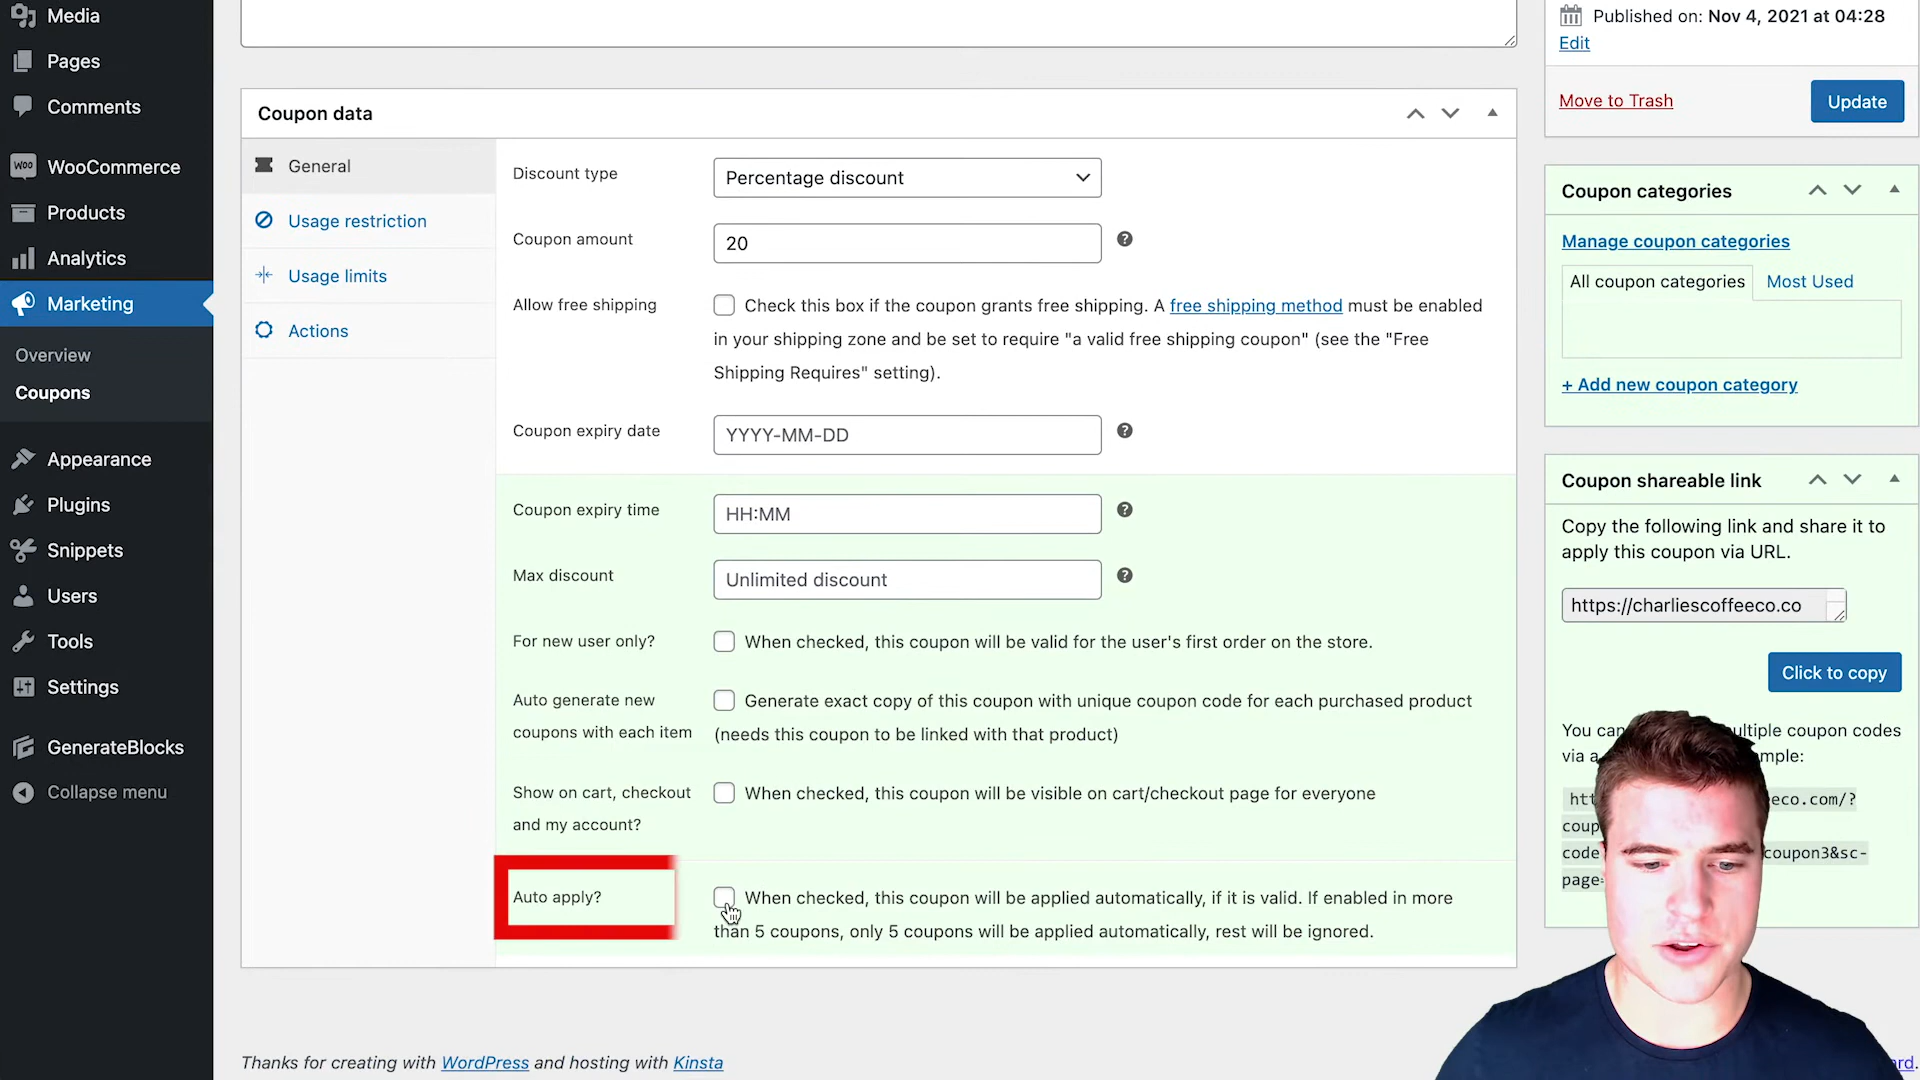 Media
Pages
Comments
WooCommerce
Products
Analytics
Marketing
Overview
Coupons
Appearance
Plugins
Snippets
Users
Tools
Settings
GenerateBlocks
Collapse menu
Coupon data
General
Usage restriction
Usage limits
Actions
Discount type
Percentage discount
Coupon amount
20
Allow free shipping
Check this box if the coupon grants free shipping. A free shipping method must be enabled
in your shipping zone and be set to require "a valid free shipping coupon" (see the "Free
Shipping Requires" setting).
Coupon expiry date
YYYY-MM-DD
Coupon expiry time
HH:MM
Max discount
Unlimited discount
For new user only?
When checked, this coupon will be valid for the user's first order on the store.
Auto generate new
coupons with each item
Generate exact copy of this coupon with unique coupon code for each purchased product
(needs this coupon to be linked with that product)
Show on cart, checkout
and my account?
When checked, this coupon will be visible on cart/checkout page for everyone
Auto apply?
When checked, this coupon will be applied automatically, if it is valid. If enabled in more
than 5 coupons, only 5 coupons will be applied automatically, rest will be ignored.
Thanks for creating with WordPress and hosting with Kinsta
Published on: Nov 4, 2021 at 04:28
Edit
Move to Trash
Update
Coupon categories
Manage coupon categories
All coupon categories
Most Used
+ Add new coupon category
Coupon shareable link
Copy the following link and share it to
apply this coupon via URL.
https://charliescoffeeco.co
Click to copy
You can coupon codes
via a
code coupon3&sc-
page=